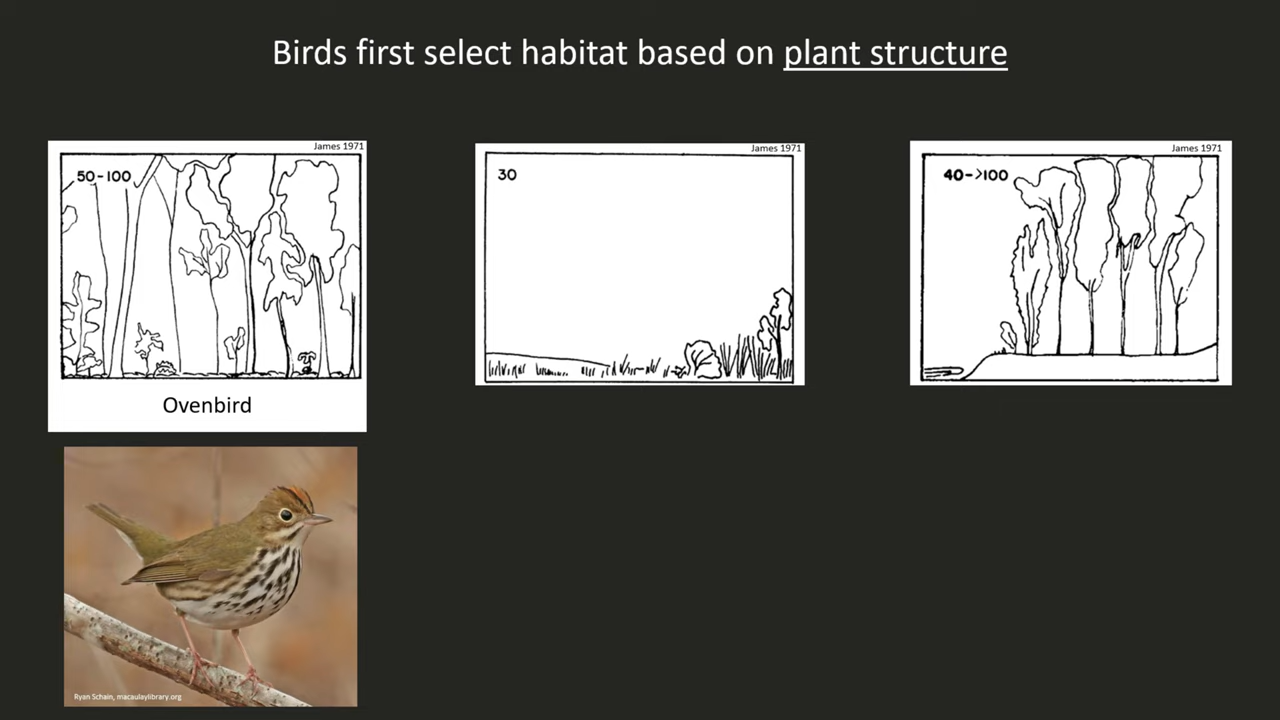 Birds first select habitat based on plant structure
James 1971
50-100
Ovenbird
Ryan Schain, macaulaylibrary.org
James 1971
30
James 1971
40->100